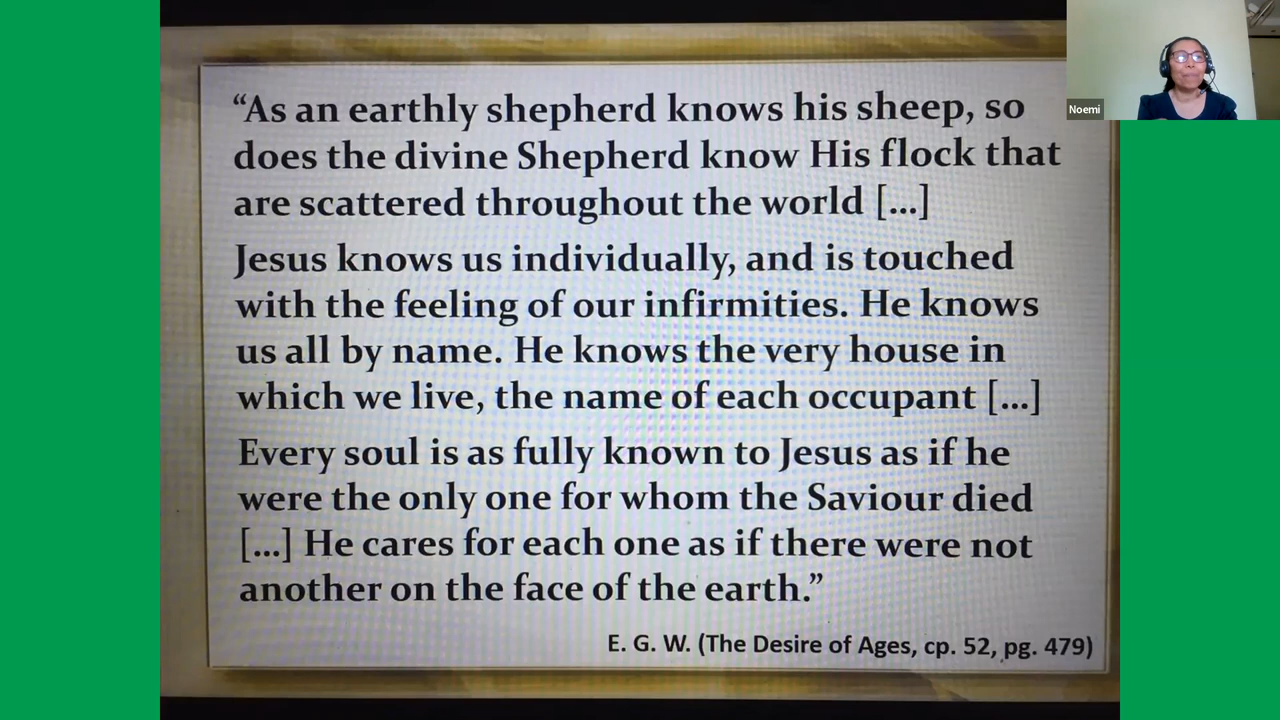 “As an earthly shepherd knows his sheep, so
does the divine Shepherd know His flock that
are scattered throughout the world [...]
Jesus knows us individually, and is touched
with the feeling of our infirmities. He knows
us all by name. He knows the very house in
which we live, the name of each occupant [...]
Every soul is as fully known to Jesus as if he
were the only one for whom the Saviour died
[...] He cares for each one as if there were not
another on the face of the earth.”
E. G. W. (The Desire of Ages, cp. 52, pg. 479)
Noemi